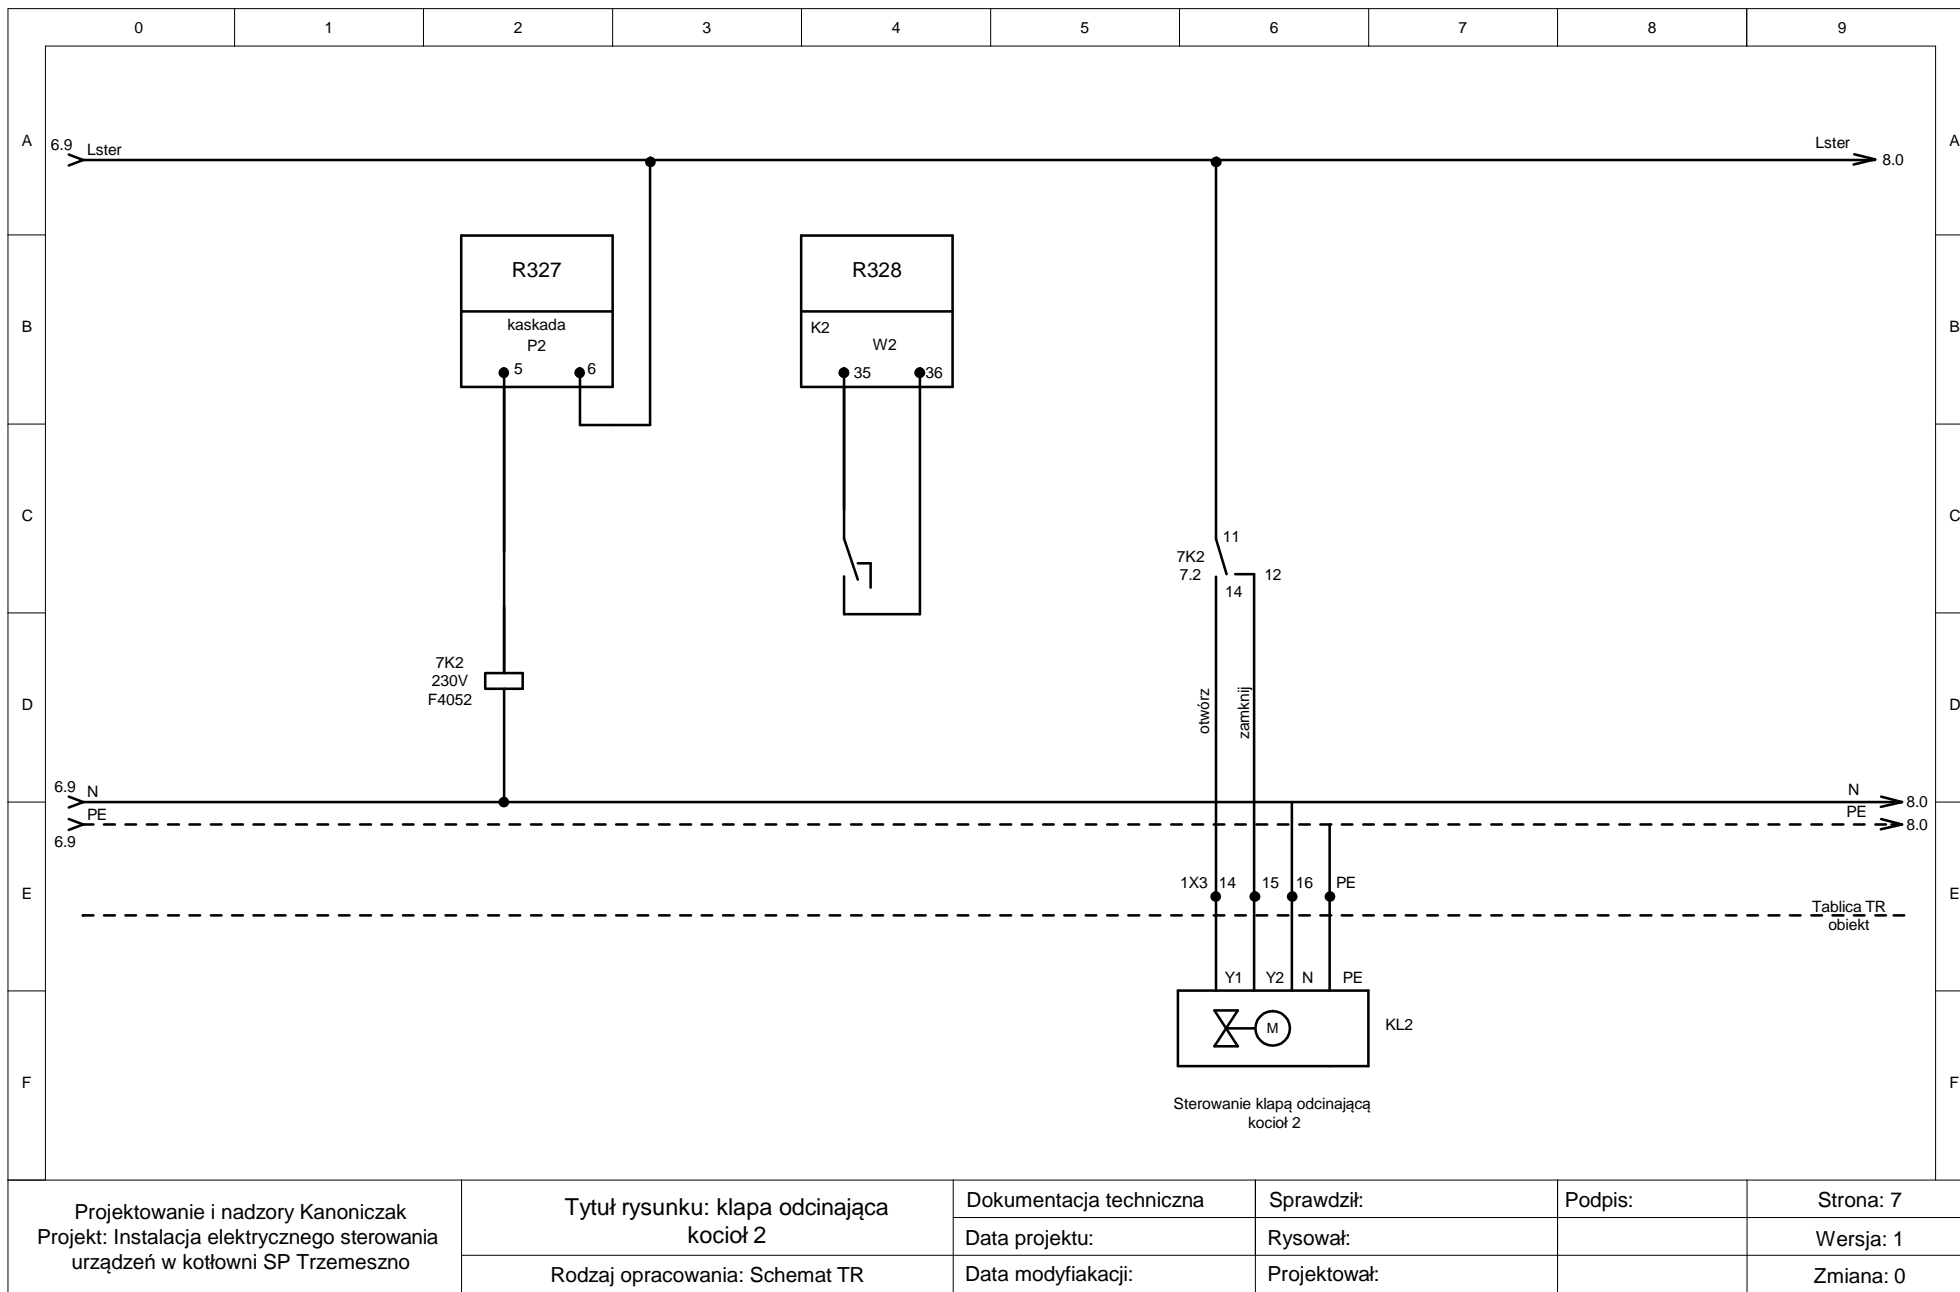 0 1 2 3 4 5 6 7 8 9
A 6.9 Lster Lster 8.0 A
R327 R328
B kaskada K2 B
P2 W2
5 6 35 36
C C
11
7K2
7.2 12
14
7K2
230V
F4052
D otwórz zamknij D
6.9 N N 8.0
PE PE 8.0
6.9
E 1X3 14 15 16 PE E
Tablica TR
obiekt
Y1 Y2 N PE
M KL2
F F
Sterowanie klapą odcinającą
kocioł 2
Projektowanie i nadzory Kanoniczak
Projekt: Instalacja elektrycznego sterowania
urządzeń w kotłowni SP Trzemeszno
Tytuł rysunku: klapa odcinająca
kocioł 2
Rodzaj opracowania: Schemat TR
Dokumentacja techniczna Sprawdził: Podpis: Strona: 7
Data projektu: Rysował: Wersja: 1
Data modyfiakacji: Projektował: Zmiana: 0